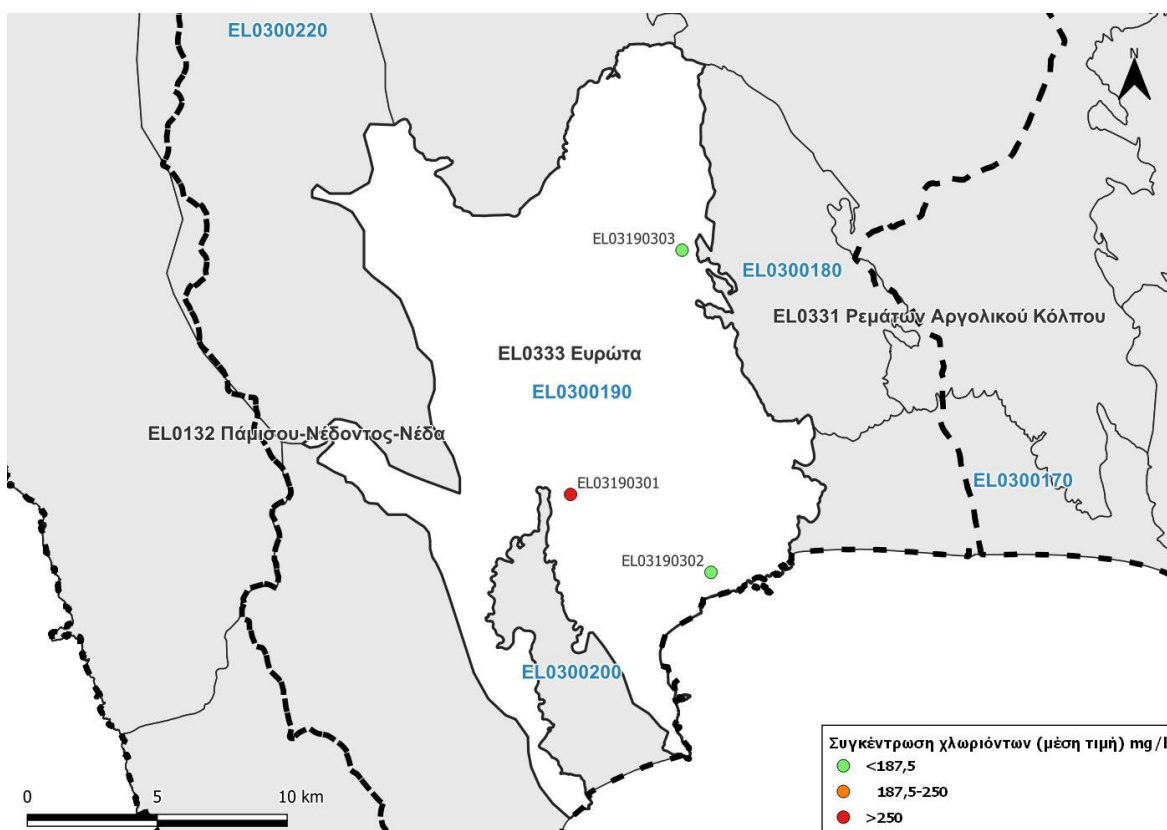 EL0300220
N
EL03190303
EL0300180
EL0331 Ρεμάτων Αργολικού Κόλπου
EL0333 Ευρώτα
EL0300190
EL0132 Πάμισου-Νέδοντος-Νέδα
EL03190301
EL0300170
EL03190302
EL0300200
Συγκέντρωση χλωριόντων (μέση τιμή) mg/l
<187,5
187,5-250
>250
0 5 10 km